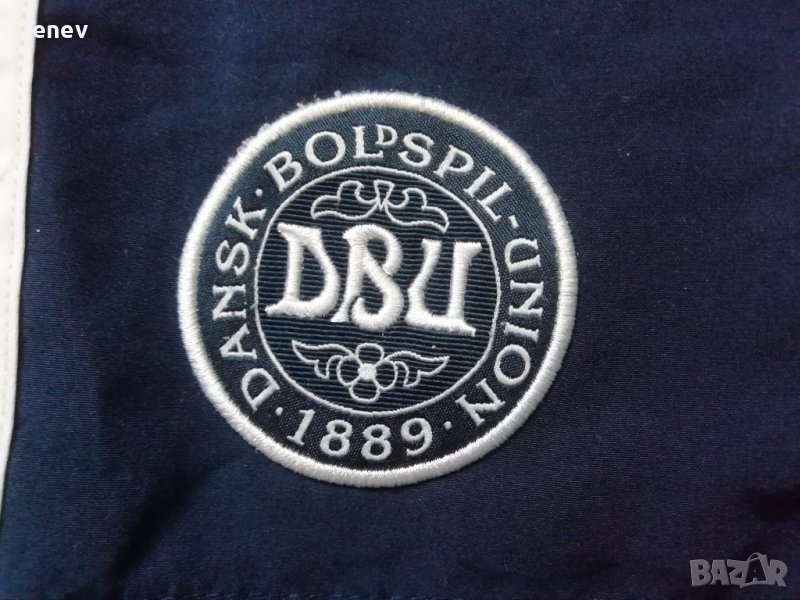 enev
DANSK · BOLDSPIL-UNION
DBU
· 1889 ·
BAZAR